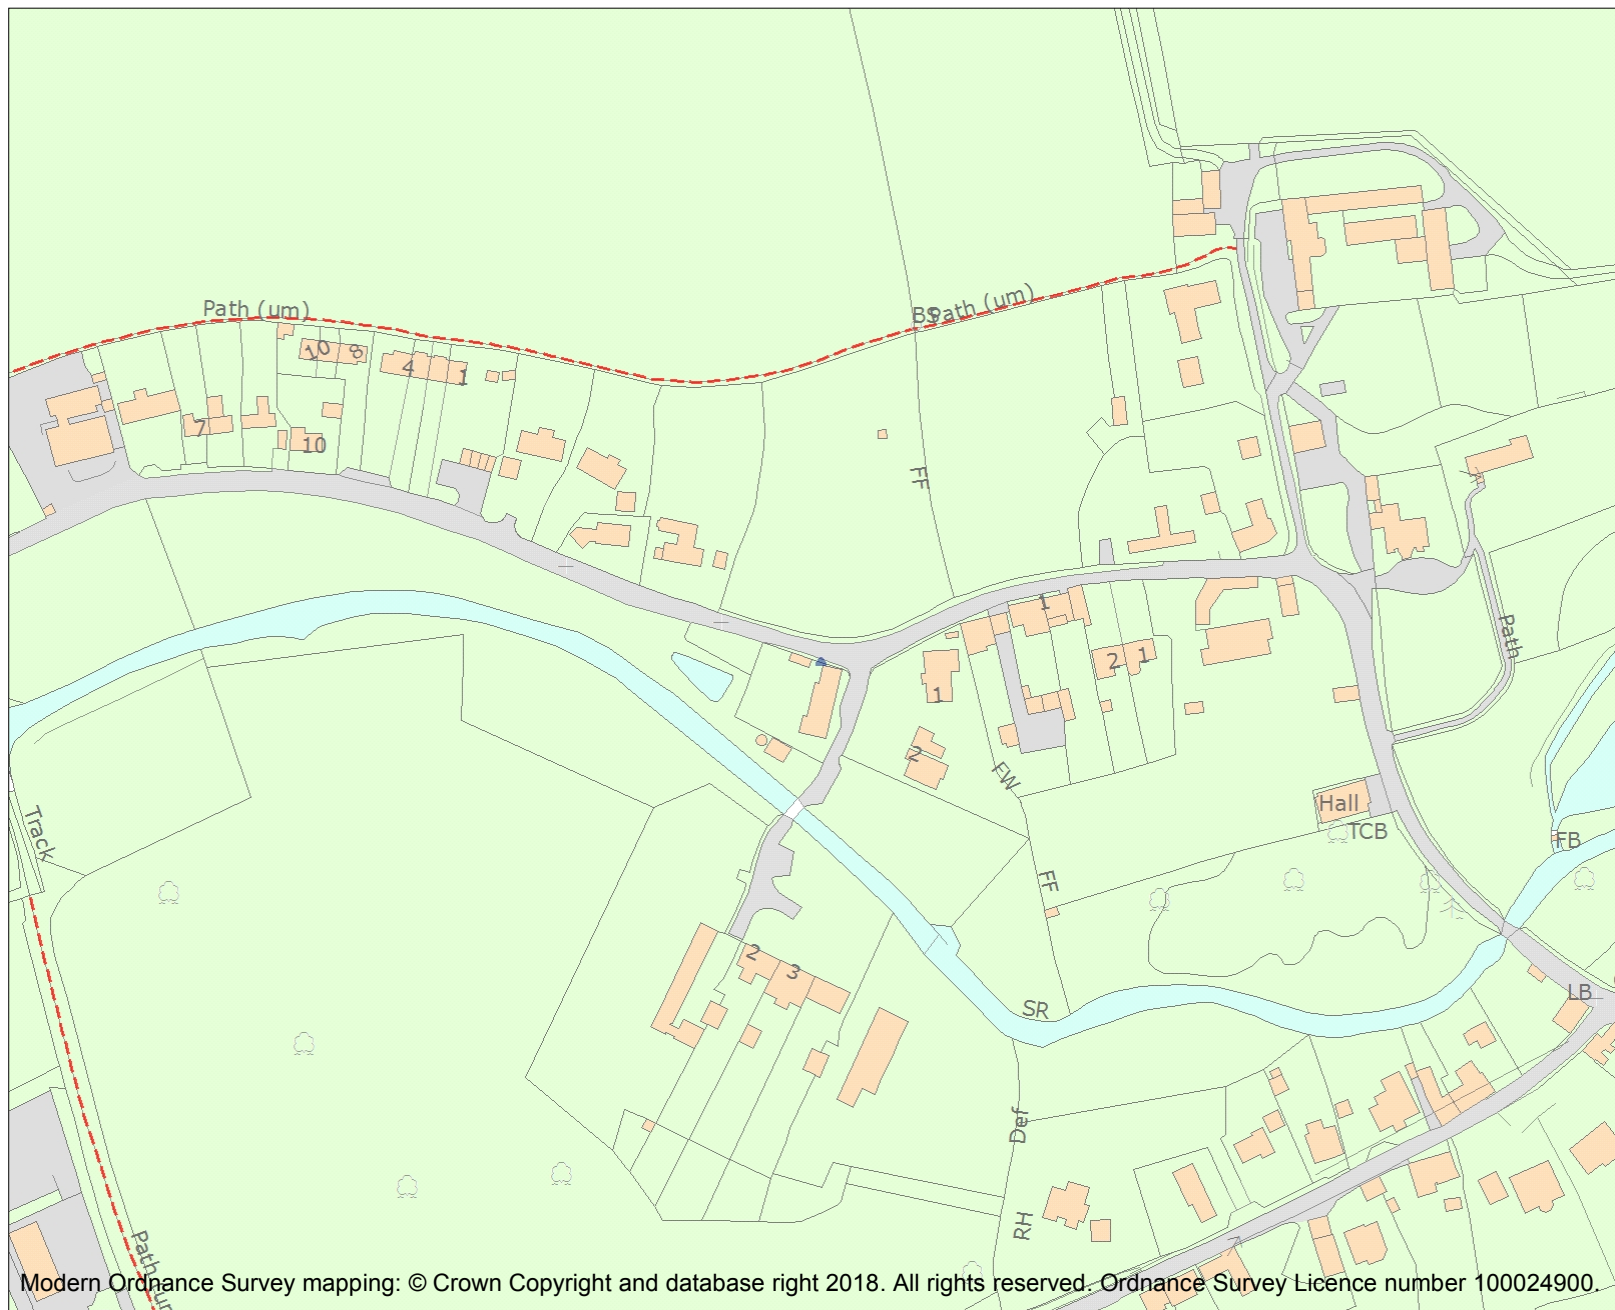 Path (um)
BS
Path (um)
10
8
4
1
7
10
FF
1
2
1
1
2
FW
Path
Hall
TCB
FB
Track
FF
2
3
SR
LB
Def
RH
Modern Ordnance Survey mapping: © Crown Copyright and database right 2018. All rights reserved. Ordnance Survey Licence number 100024900.